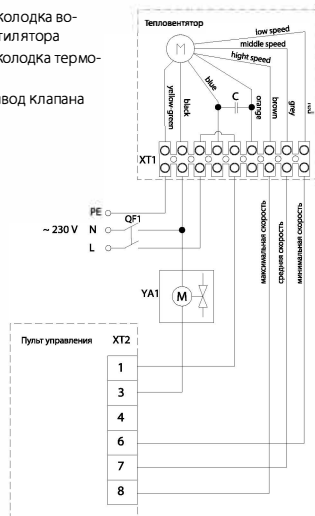 колодка во-
тилятора
колодка термо-
ивод клапана
Тепловентятор
low speed
middle speed
hight speed
M
blue
C
yellow-green
black
orange
brown
grey
red
XT1
PE
QF1
~ 230 V
N
L
максимальная скорость
средняя скорость
минимальная скорость
YA1
M
Пульт управления
XT2
1
3
4
6
7
8